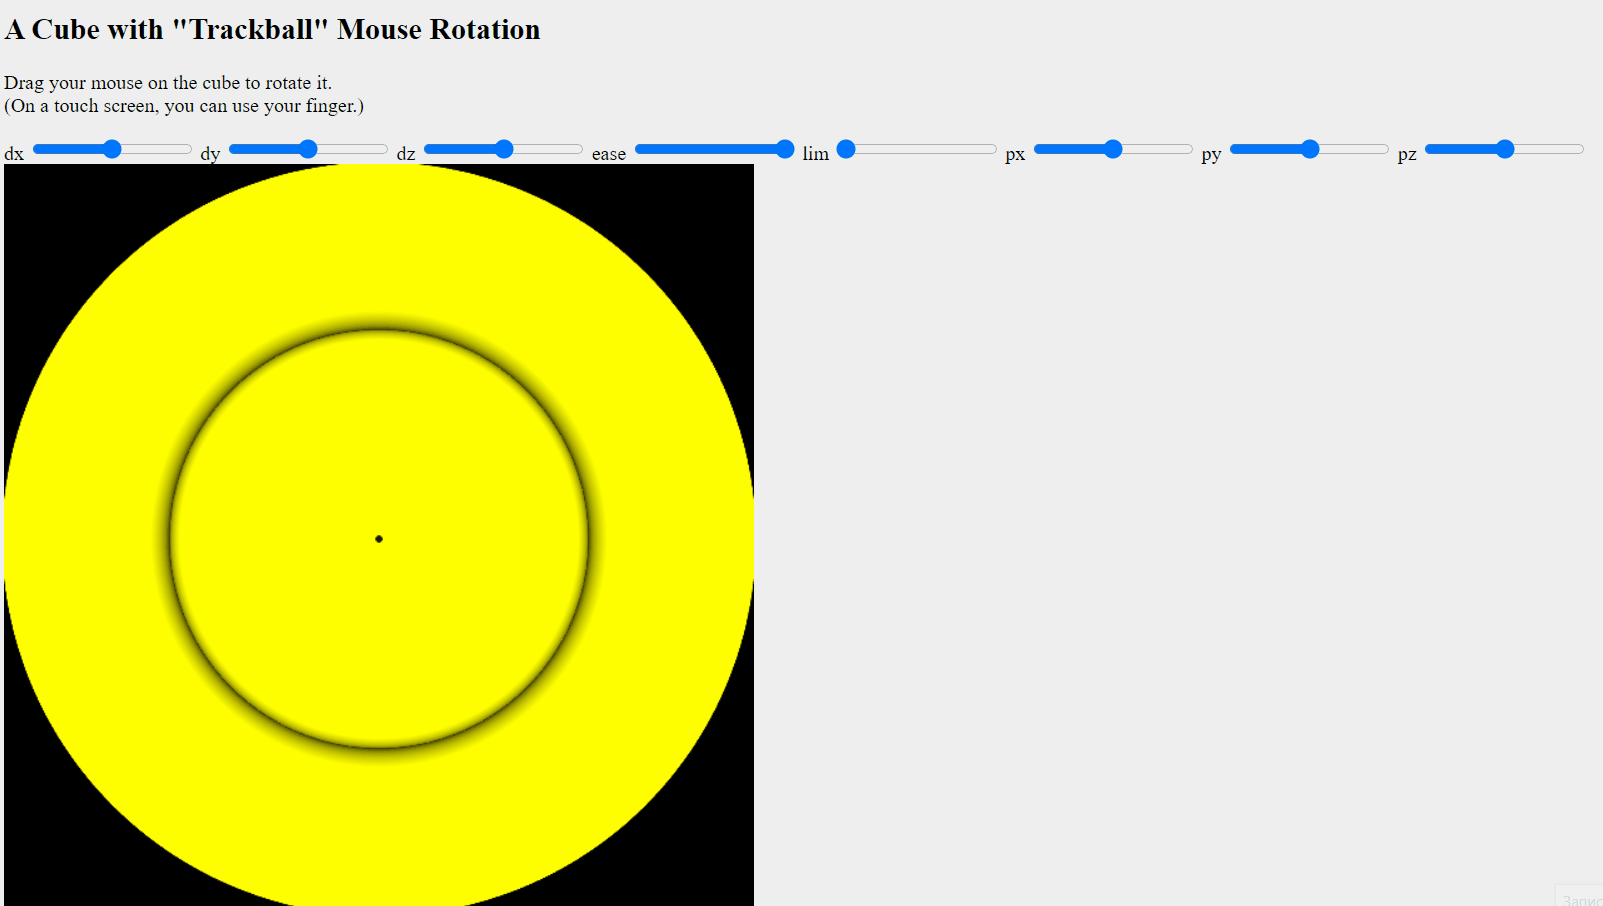 A Cube with "Trackball" Mouse Rotation
Drag your mouse on the cube to rotate it.
(On a touch screen, you can use your finger.)
dx dy dz ease lim px py pz